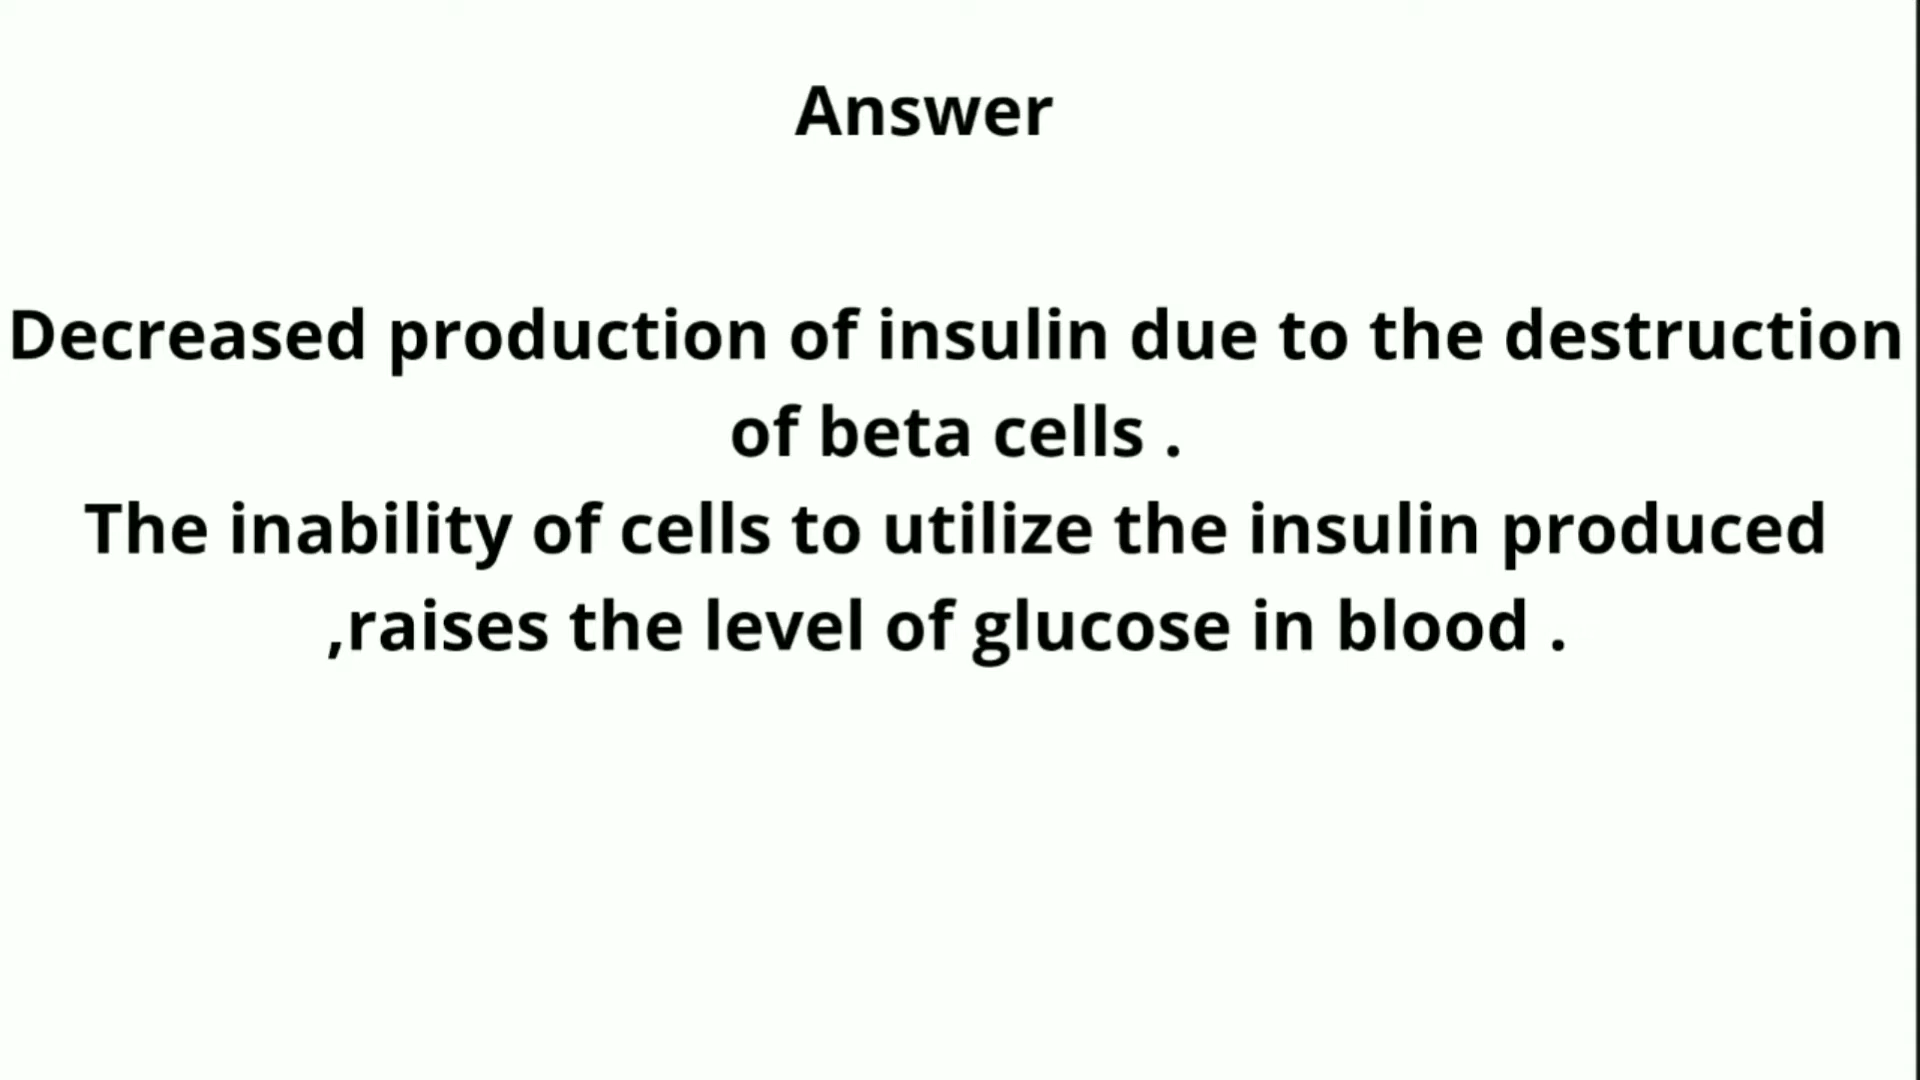 Answer
Decreased production of insulin due to the destruction
of beta cells .
The inability of cells to utilize the insulin produced
,raises the level of glucose in blood .